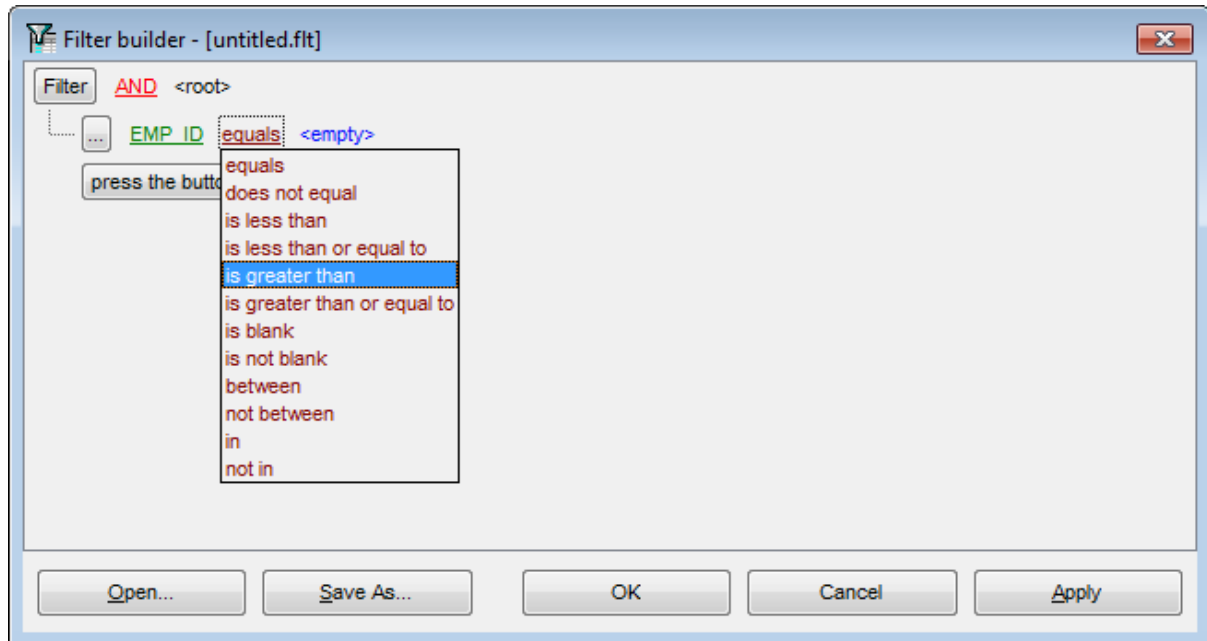 Filter builder - [untitled.flt]
Filter AND <root>
... EMP_ID equals <empty>
press the butto
equals
does not equal
is less than
is less than or equal to
is greater than
is greater than or equal to
is blank
is not blank
between
not between
in
not in
Open... Save As... OK Cancel Apply